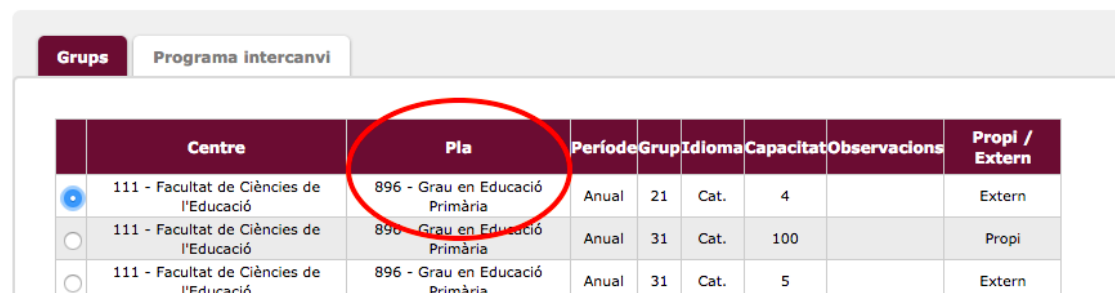 Grups Programa intercanvi
Centre Pla Període Grup Idioma Capacitat Observacions Propi / Extern
111 - Facultat de Ciències de 896 - Grau en Educació Anual 21 Cat. 4 Extern
l'Educació Primària
111 - Facultat de Ciències de 896 - Grau en Educació Anual 31 Cat. 100 Propi
l'Educació Primària
111 - Facultat de Ciències de 896 - Grau en Educació Anual 31 Cat. 5 Extern
l'Educació Primària